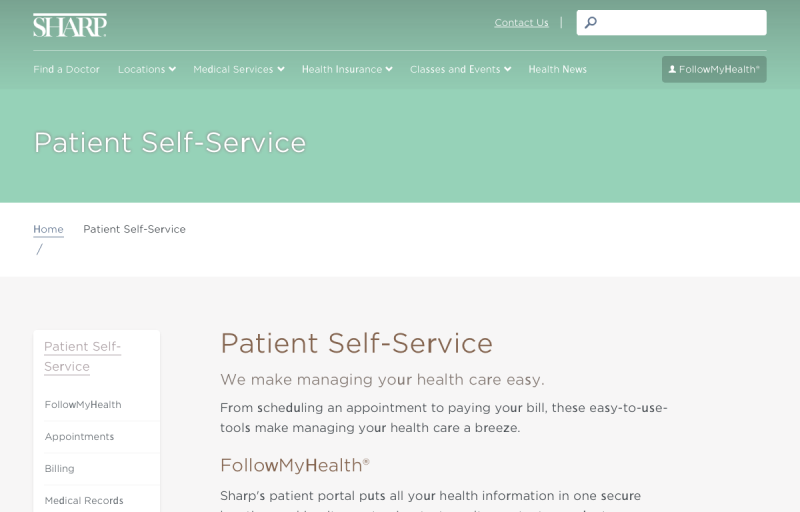 SHARP
Contact Us |
Find a Doctor Locations Medical Services Health Insurance Classes and Events Health News FollowMyHealth®
Patient Self-Service
Home Patient Self-Service
/
Patient Self-
Service
FollowMyHealth
Appointments
Billing
Medical Records
Patient Self-Service
We make managing your health care easy.
From scheduling an appointment to paying your bill, these easy-to-use-
tools make managing your health care a breeze.
FollowMyHealth®
Sharp's patient portal puts all your health information in one secure